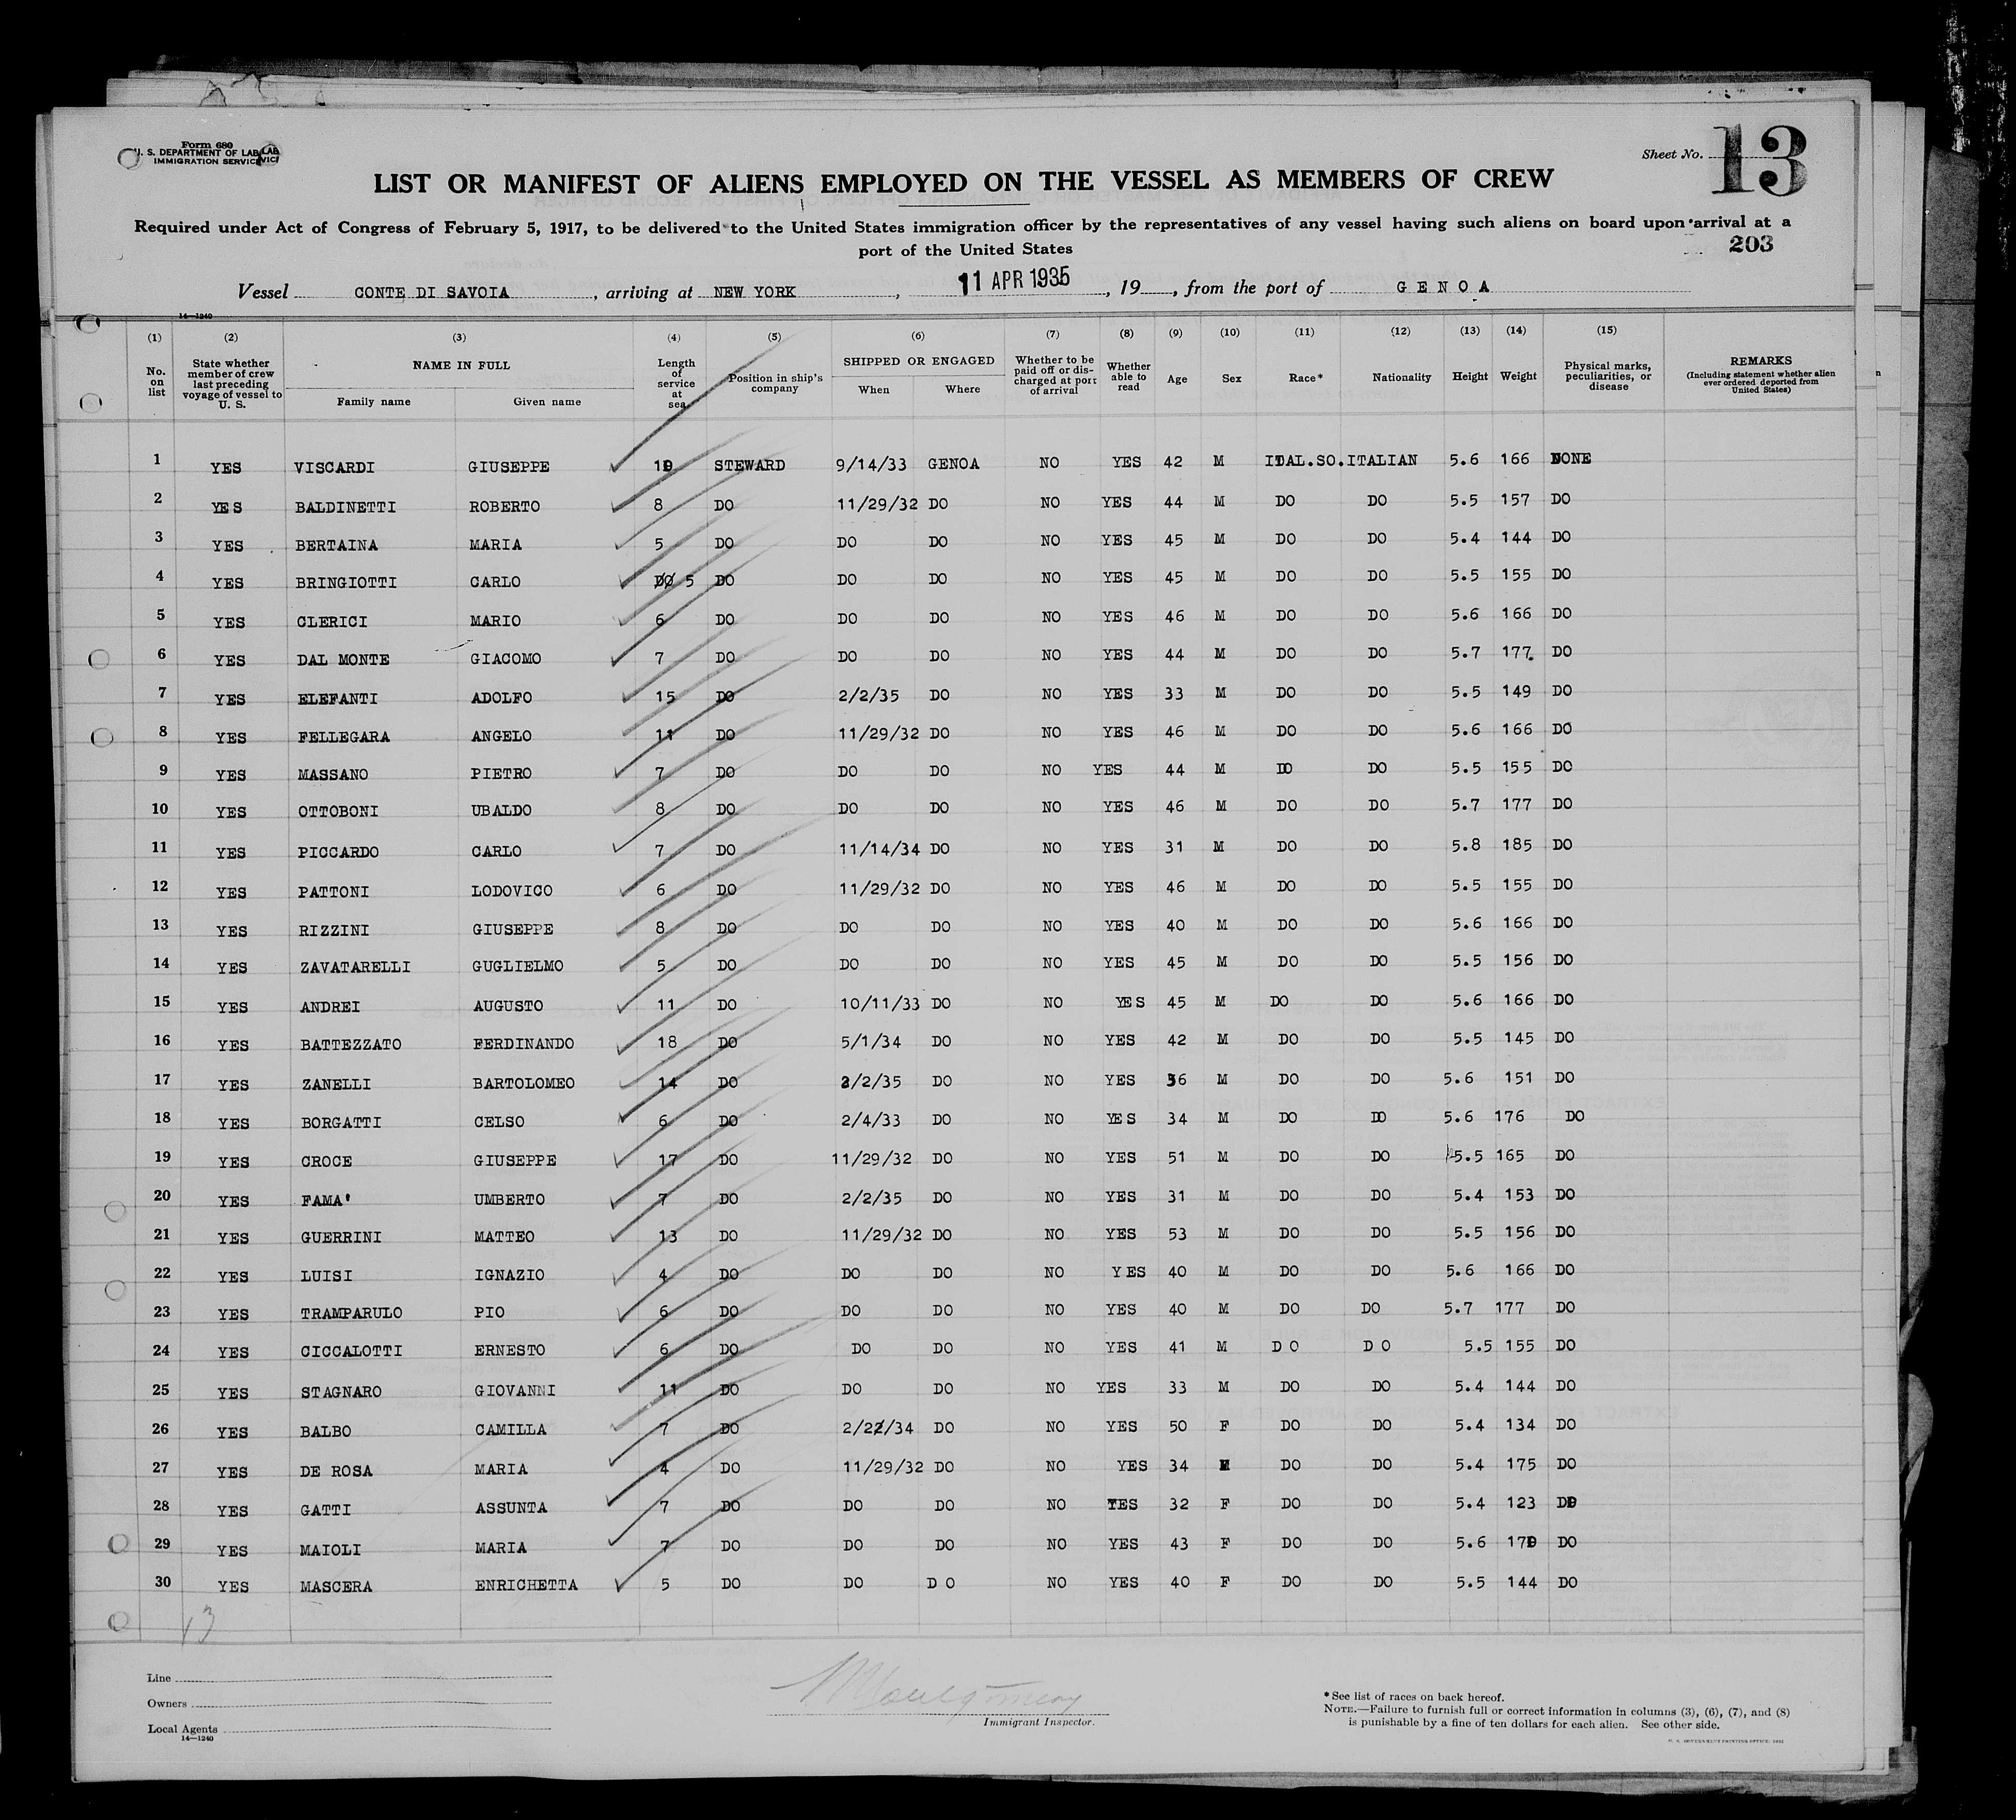 Form 680
U. S. DEPARTMENT OF LABOR
IMMIGRATION SERVICE
Sheet No. 13
LIST OR MANIFEST OF ALIENS EMPLOYED ON THE VESSEL AS MEMBERS OF CREW
Required under Act of Congress of February 5, 1917, to be delivered to the United States immigration officer by the representatives of any vessel having such aliens on board upon arrival at a
port of the United States
203
Vessel CONTE DI SAVOIA, arriving at NEW YORK, 11 APR 1935, 19, from the port of GENOA
14—1240
(1) (2) (3) (4) (5) (6) (7) (8) (9) (10) (11) (12) (13) (14) (15)
No. on list State whether member of crew last preceding voyage of vessel to U. S. NAME IN FULL Family name Given name Length of service at sea Position in ship's company SHIPPED OR ENGAGED When Where Whether to be paid off or discharged at port of arrival Whether able to read Age Sex Race* Nationality Height Weight Physical marks, peculiarities, or disease REMARKS (Including statement whether alien ever ordered deported from United States)
1 YES VISCARDI GIUSEPPE 19 STEWARD 9/14/33 GENOA NO YES 42 M ITAL.SO. ITALIAN 5.6 166 NONE
2 YES BALDINETTI ROBERTO 8 DO 11/29/32 DO NO YES 44 M DO DO 5.5 157 DO
3 YES BERTAINA MARIA 5 DO DO DO NO YES 45 M DO DO 5.4 144 DO
4 YES BRINGIOTTI CARLO DO 5 DO DO DO NO YES 45 M DO DO 5.5 155 DO
5 YES CLERICI MARIO 6 DO DO DO NO YES 46 M DO DO 5.6 166 DO
6 YES DAL MONTE GIACOMO 7 DO DO DO NO YES 44 M DO DO 5.7 177 DO
7 YES ELEFANTI ADOLFO 15 DO 2/2/35 DO NO YES 33 M DO DO 5.5 149 DO
8 YES FELLEGARA ANGELO 11 DO 11/29/32 DO NO YES 46 M DO DO 5.6 166 DO
9 YES MASSANO PIETRO 7 DO DO DO NO YES 44 M DO DO 5.5 155 DO
10 YES OTTOBONI UBALDO 8 DO DO DO NO YES 46 M DO DO 5.7 177 DO
11 YES PICCARDO CARLO 7 DO 11/14/34 DO NO YES 31 M DO DO 5.8 185 DO
12 YES PATTONI LODOVICO 6 DO 11/29/32 DO NO YES 46 M DO DO 5.5 155 DO
13 YES RIZZINI GIUSEPPE 8 DO DO DO NO YES 40 M DO DO 5.6 166 DO
14 YES ZAVATARELLI GUGLIELMO 5 DO DO DO NO YES 45 M DO DO 5.5 156 DO
15 YES ANDREI AUGUSTO 11 DO 10/11/33 DO NO YES 45 M DO DO 5.6 166 DO
16 YES BATTEZZATO FERDINANDO 18 DO 5/1/34 DO NO YES 42 M DO DO 5.5 145 DO
17 YES ZANELLI BARTOLOMEO 14 DO 2/2/35 DO NO YES 36 M DO DO 5.6 151 DO
18 YES BORGATTI CELSO 6 DO 2/4/33 DO NO YES 34 M DO DO 5.6 176 DO
19 YES CROCE GIUSEPPE 17 DO 11/29/32 DO NO YES 51 M DO DO 5.5 165 DO
20 YES FAMA' UMBERTO 7 DO 2/2/35 DO NO YES 31 M DO DO 5.4 153 DO
21 YES GUERRINI MATTEO 13 DO 11/29/32 DO NO YES 53 M DO DO 5.5 156 DO
22 YES LUISI IGNAZIO 4 DO DO DO NO YES 40 M DO DO 5.6 166 DO
23 YES TRAMPARULO PIO 6 DO DO DO NO YES 40 M DO DO 5.7 177 DO
24 YES CICCALOTTI ERNESTO 6 DO DO DO NO YES 41 M DO DO 5.5 155 DO
25 YES STAGNARO GIOVANNI 11 DO DO DO NO YES 33 M DO DO 5.4 144 DO
26 YES BALBO CAMILLA 7 DO 2/22/34 DO NO YES 50 F DO DO 5.4 134 DO
27 YES DE ROSA MARIA 4 DO 11/29/32 DO NO YES 34 DO DO 5.4 175 DO
28 YES GATTI ASSUNTA 7 DO DO DO NO YES 32 F DO DO 5.4 123 DO
29 YES MAIOLI MARIA 7 DO DO DO NO YES 43 F DO DO 5.6 DO
30 YES MASCERA ENRICHETTA 5 DO DO DO NO YES 40 F DO DO 5.5 144 DO
13
Line
Owners
Local Agents
14—1240
Montgomery
Immigrant Inspector.
*See list of races on back hereof.
NOTE.—Failure to furnish full or correct information in columns (3), (6), (7), and (8)
is punishable by a fine of ten dollars for each alien. See other side.
U. S. GOVERNMENT PRINTING OFFICE